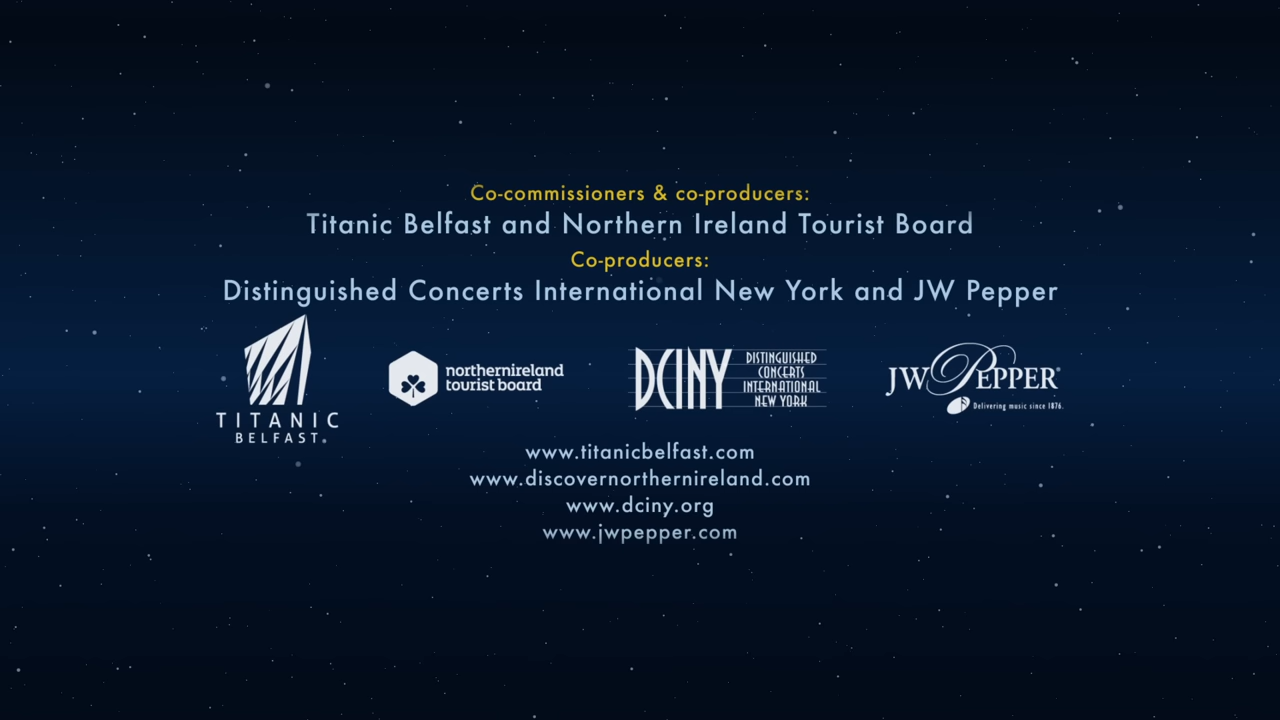 Co-commissioners & co-producers:
Titanic Belfast and Northern Ireland Tourist Board
Co-producers:
Distinguished Concerts International New York and JW Pepper
TITANIC
BELFAST®
northernireland
tourist board
DCINY
DISTINGUISHED
CONCERTS
INTERNATIONAL
NEW YORK
JW PEPPER®
Delivering music since 1876.
www.titanicbelfast.com
www.discovernorthernireland.com
www.dciny.org
www.jwpepper.com